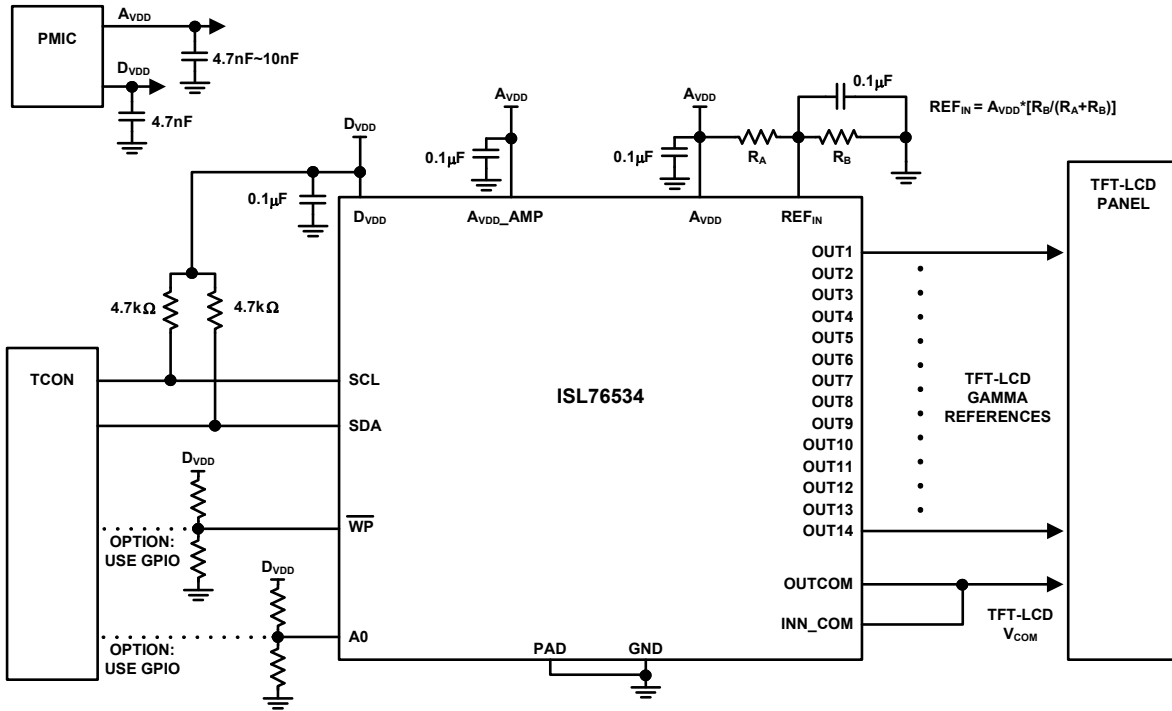 PMIC
AVDD
4.7nF~10nF
DVDD
4.7nF
DVDD
0.1µF
AVDD
0.1µF
AVDD
0.1µF
RA
RB
0.1µF
REFIN = AVDD*[RB/(RA+RB)]
DVDD
AVDD_AMP
AVDD
REFIN
4.7kΩ
4.7kΩ
TCON
SCL
SDA
DVDD
WP
OPTION:
USE GPIO
DVDD
A0
OPTION:
USE GPIO
ISL76534
PAD
GND
OUT1
OUT2
OUT3
OUT4
OUT5
OUT6
OUT7
OUT8
OUT9
OUT10
OUT11
OUT12
OUT13
OUT14
OUTCOM
INN_COM
TFT-LCD
GAMMA
REFERENCES
TFT-LCD
VCOM
TFT-LCD
PANEL